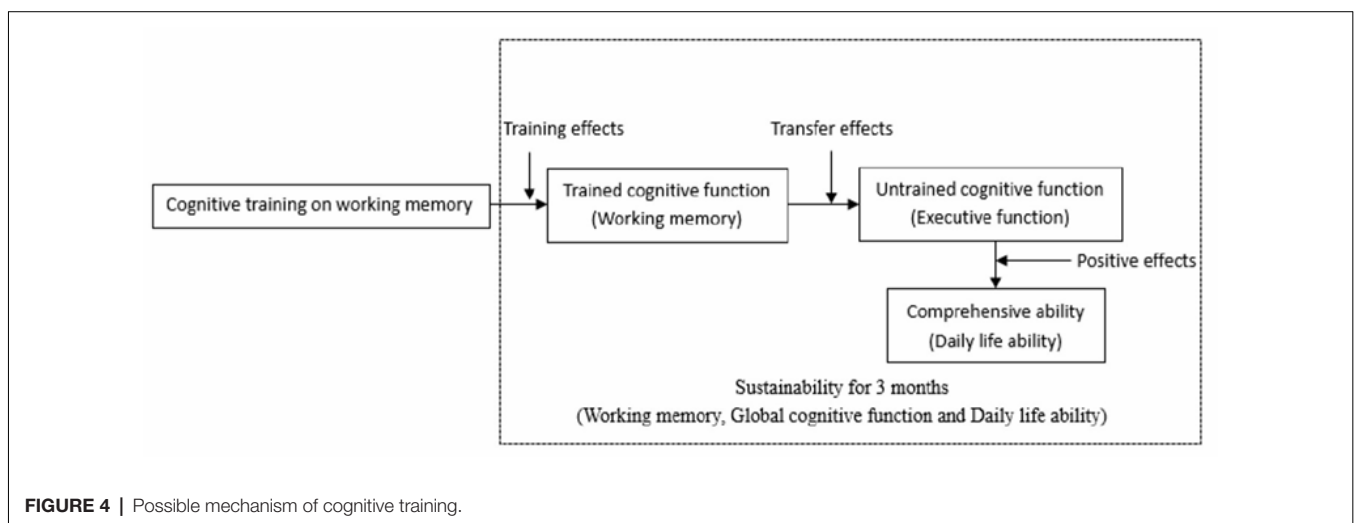 Training effects
Transfer effects
Cognitive training on working memory
Trained cognitive function
(Working memory)
Untrained cognitive function
(Executive function)
Positive effects
Comprehensive ability
(Daily life ability)
Sustainability for 3 months
(Working memory, Global cognitive function and Daily life ability)
FIGURE 4 | Possible mechanism of cognitive training.